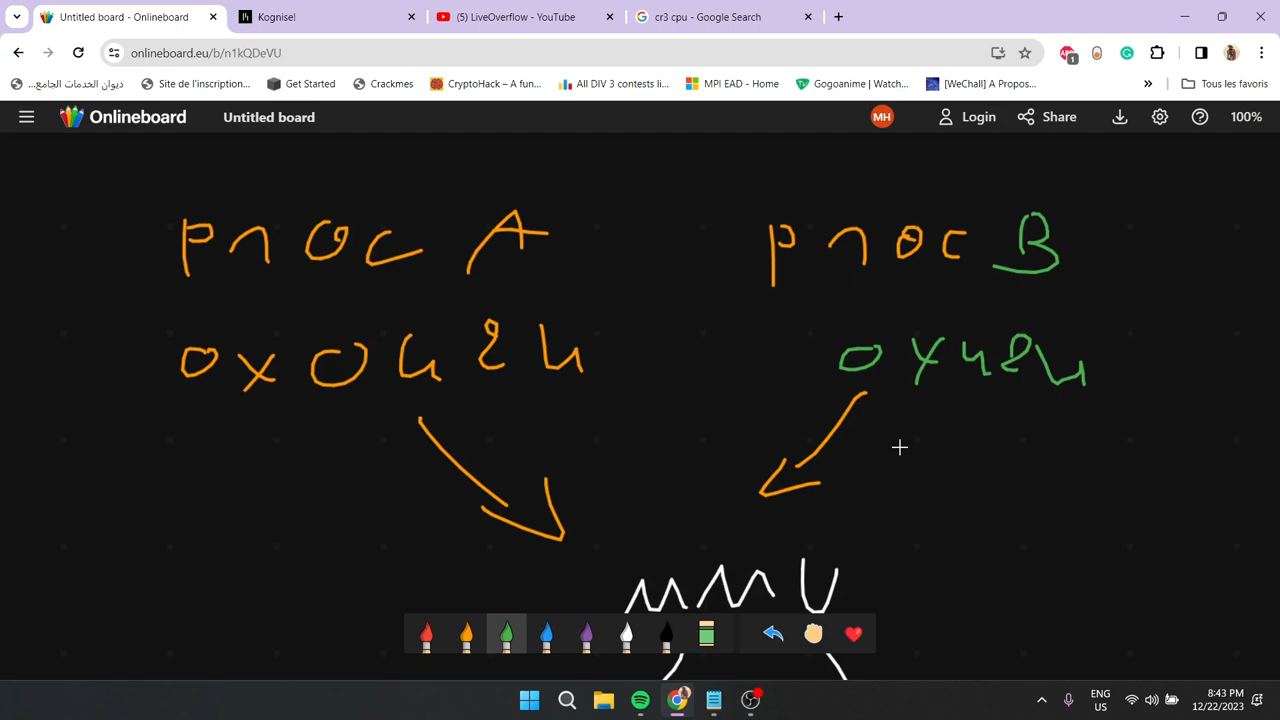 Untitled board - Onlineboard
Kognise!
(5) LiveOverflow - YouTube
cr3 cpu - Google Search
onlineboard.eu/b/n1kQDeVU
1
ديوان الخدمات الجامع...
Site de l'inscription...
Get Started
Crackmes
CryptoHack – A fun...
All DIV 3 contests li...
MPI EAD - Home
Gogoanime | Watch...
[WeChall] A Propos...
Tous les favoris
Onlineboard
Untitled board
MH
Login
Share
100%
proc A
proc B
0x0424
0x424
MMU
ENG
US
8:43 PM
12/22/2023